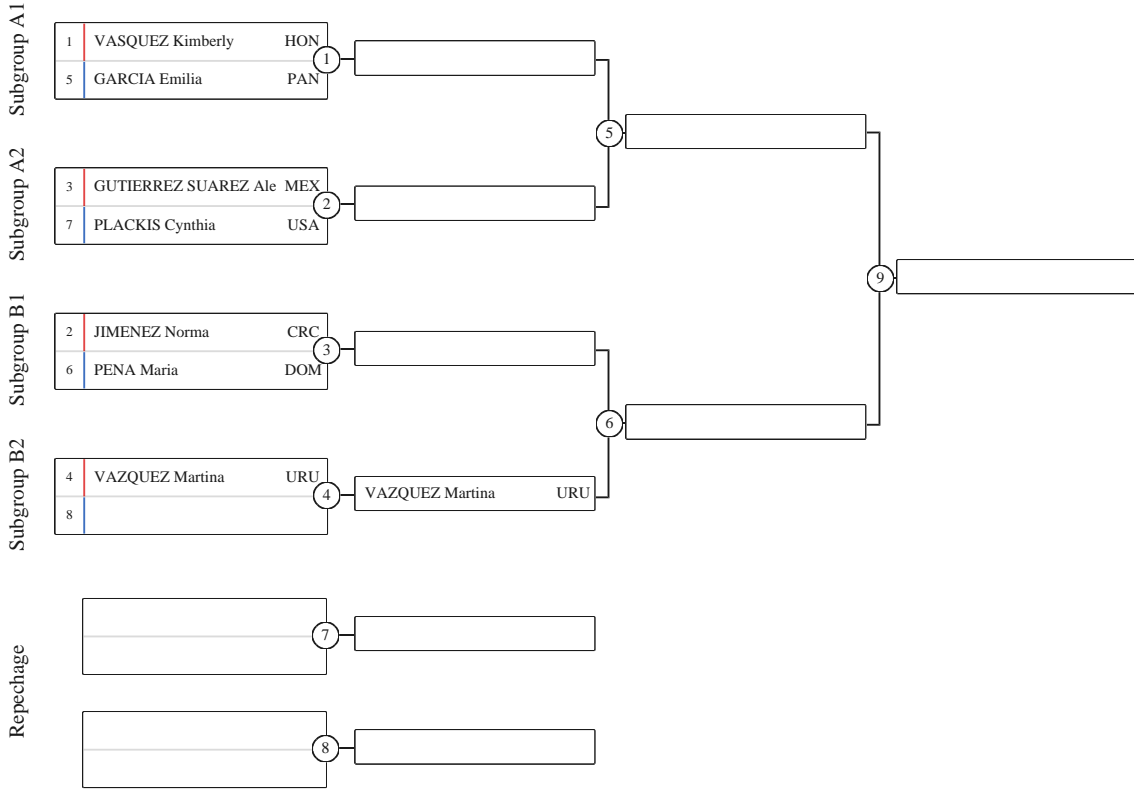 Subgroup A1
1 VASQUEZ Kimberly HON
1
5 GARCIA Emilia PAN
5
Subgroup A2
3 GUTIERREZ SUAREZ Ale MEX
2
7 PLACKIS Cynthia USA
9
Subgroup B1
2 JIMENEZ Norma CRC
3
6 PENA Maria DOM
6
Subgroup B2
4 VAZQUEZ Martina URU
4 VAZQUEZ Martina URU
8
Repechage
7
8